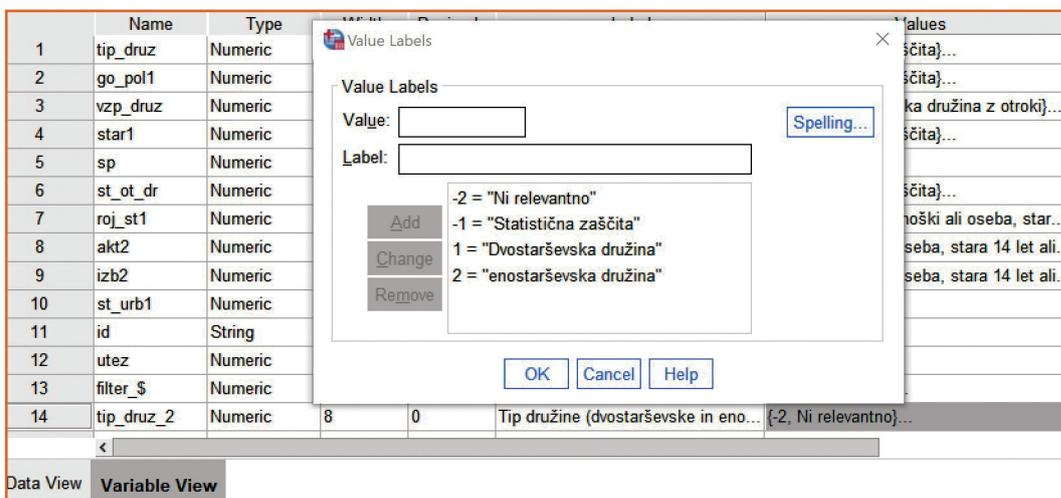 Name Type Values
1 tip_druz Numeric ščita}...
2 go_pol1 Numeric ščita}...
3 vzp_druz Numeric ka družina z otroki}...
4 star1 Numeric ščita}...
5 sp Numeric
6 st_ot_dr Numeric ščita}...
7 roj_st1 Numeric noški ali oseba, star...
8 akt2 Numeric seba, stara 14 let ali.
9 izb2 Numeric seba, stara 14 let ali.
10 st_urb1 Numeric
11 id String
12 utez Numeric
13 filter_$ Numeric
14 tip_druz_2 Numeric 8 0 Tip družine (dvostarševske in eno... {-2, Ni relevantno}...
Data View Variable View
Value Labels
Value Labels
Value:
Spelling...
Label:
-2 = "Ni relevantno"
-1 = "Statistična zaščita"
1 = "Dvostarševska družina"
2 = "enostarševska družina"
Add
Change
Remove
OK Cancel Help